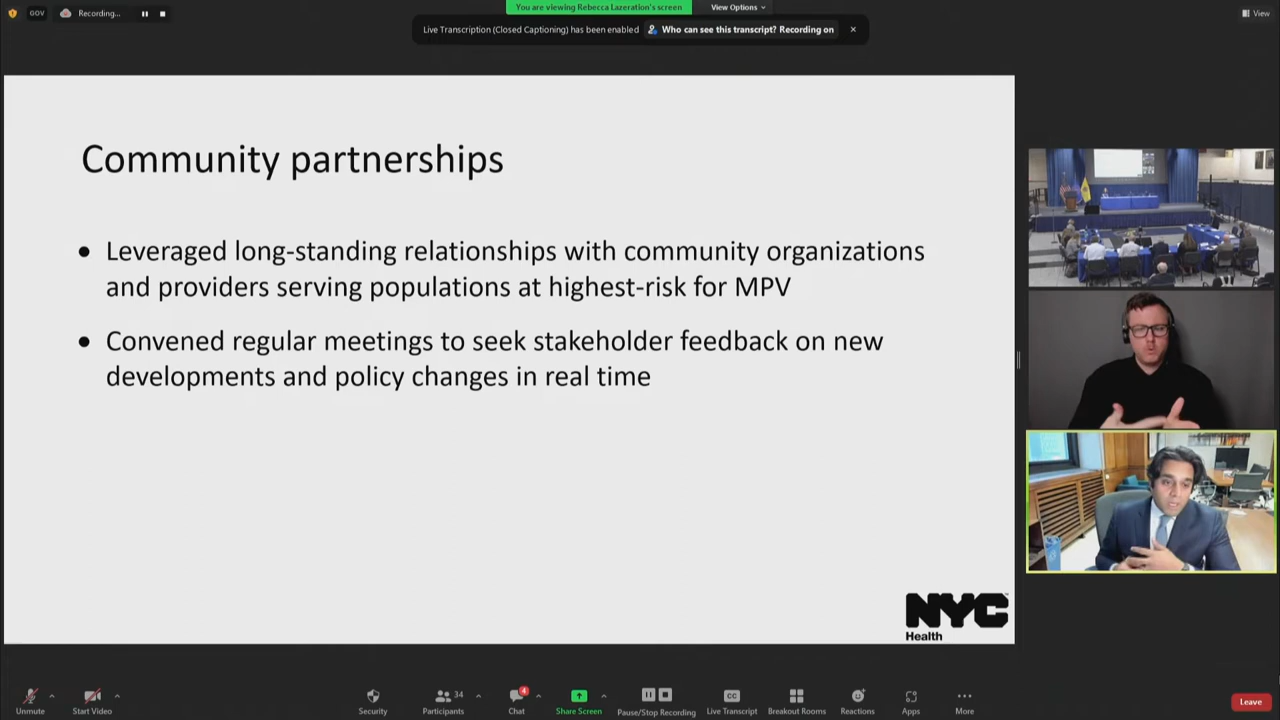 GOV
Recording...
You are viewing Rebecca Lazeration's screen
View Options
View
Live Transcription (Closed Captioning) has been enabled
Who can see this transcript? Recording on
Community partnerships
• Leveraged long-standing relationships with community organizations
and providers serving populations at highest-risk for MPV
• Convened regular meetings to seek stakeholder feedback on new
developments and policy changes in real time
NYC
Health
Unmute
Start Video
Security
Participants
34
Chat
4
Share Screen
Pause/Stop Recording
CC
Live Transcript
Breakout Rooms
Reactions
Apps
More
Leave